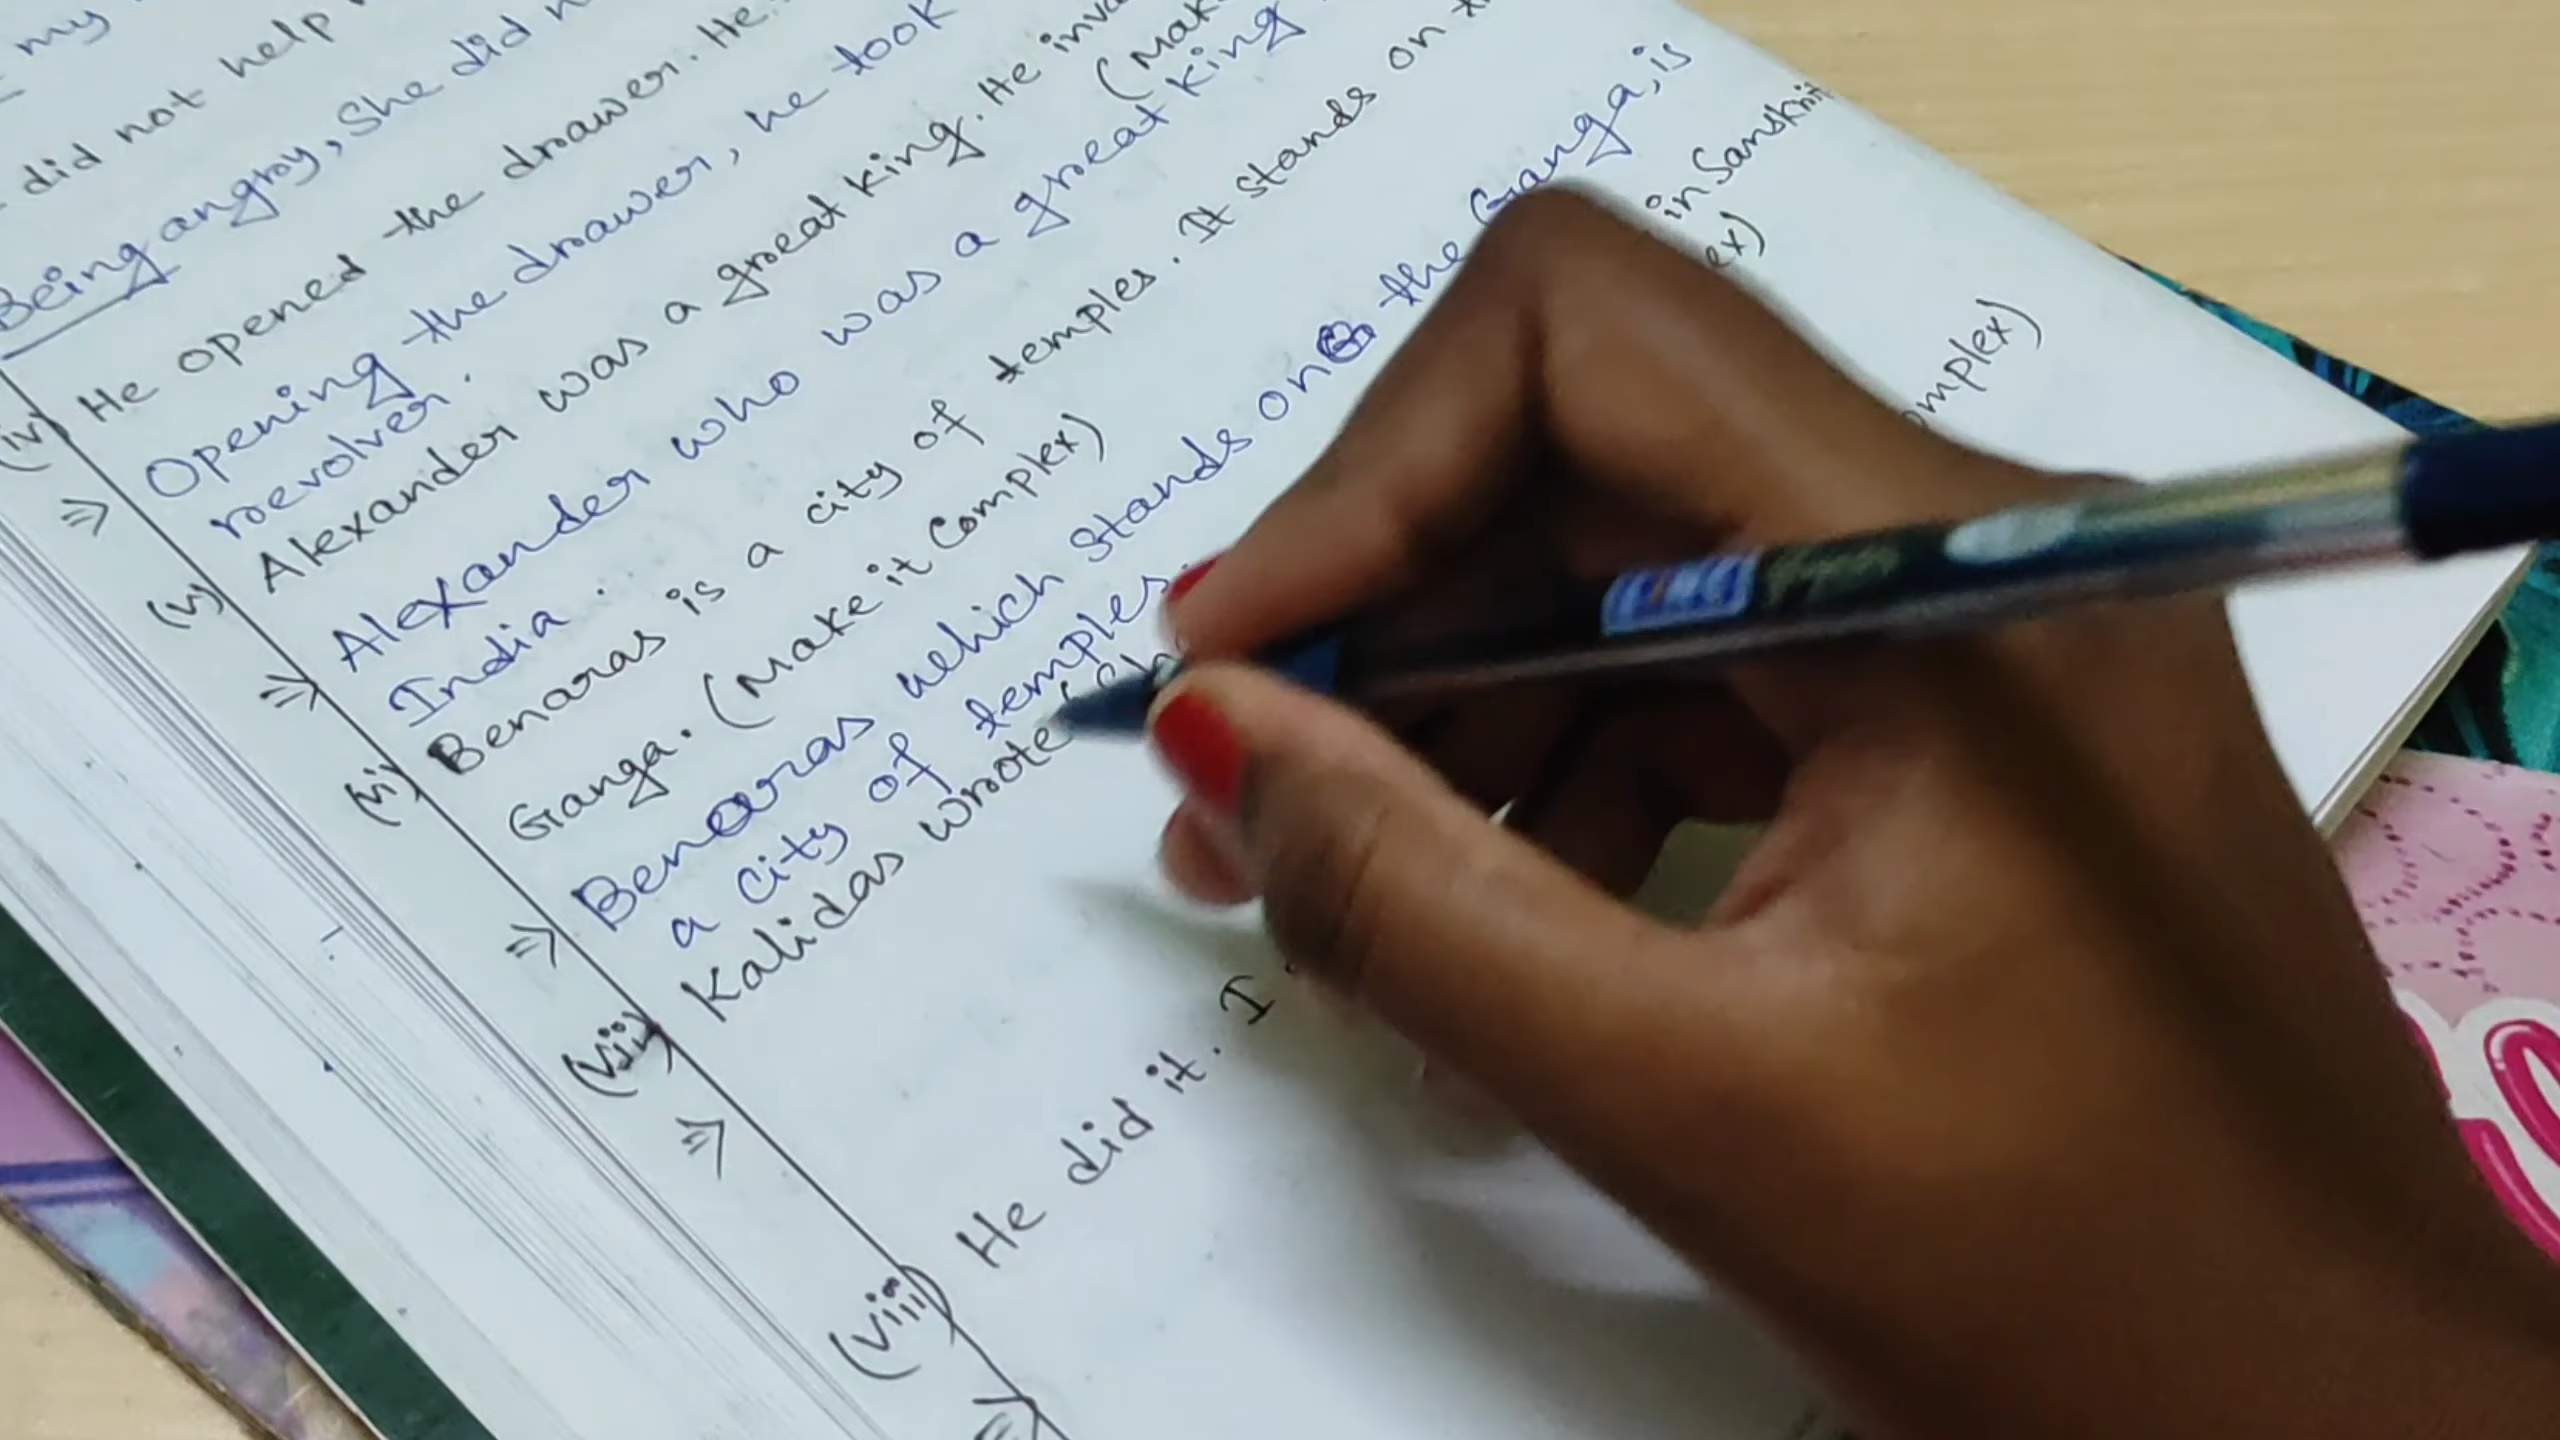 my
did not help
Being angry, She did
(iv) He opened the drawer. He
⇒ Opening the drawer, he took
revolver.
(v) Alexander was a great king. He
(Make
⇒ Alexander who was a great king
India.
(vi) Benaras is a city of temples. It stands on
Ganga. (Make it Complex)
⇒ Benaras which stands on the Ganga, is
a city of temples.
(vii) Kalidas wrote in Sanskrit
⇒
(viii) He did it. I